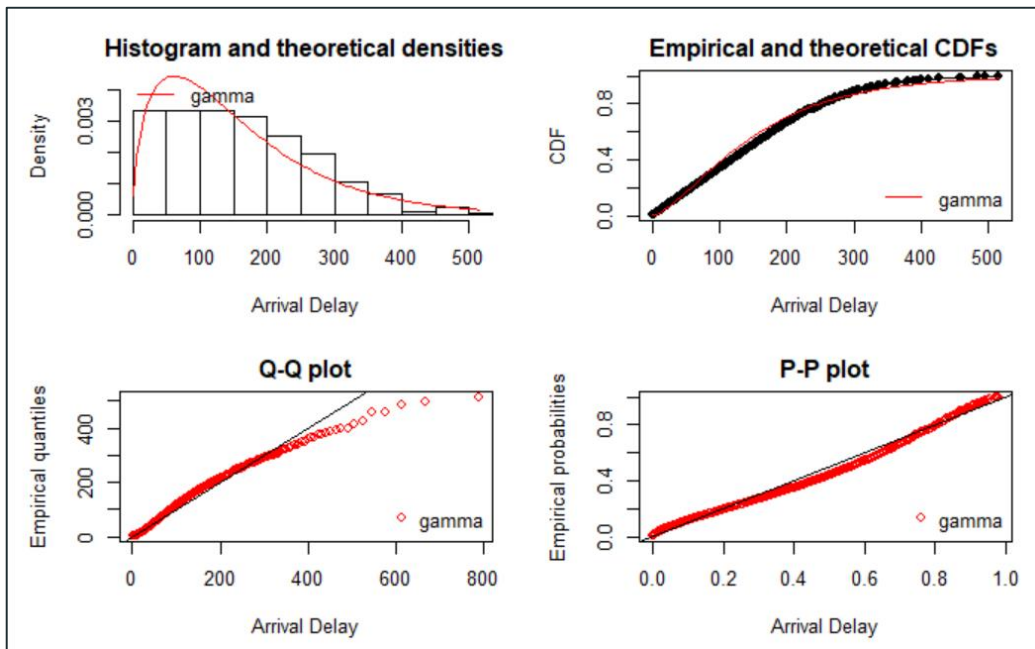 Histogram and theoretical densities
Density
0.000
0.003
gamma
0 100 200 300 400 500
Arrival Delay
Empirical and theoretical CDFs
CDF
0.0 0.4 0.8
gamma
0 100 200 300 400 500
Arrival Delay
Q-Q plot
Empirical quantiles
0 200 400
gamma
0 200 400 600 800
Arrival Delay
P-P plot
Empirical probabilities
0.0 0.4 0.8
gamma
0.0 0.2 0.4 0.6 0.8 1.0
Arrival Delay